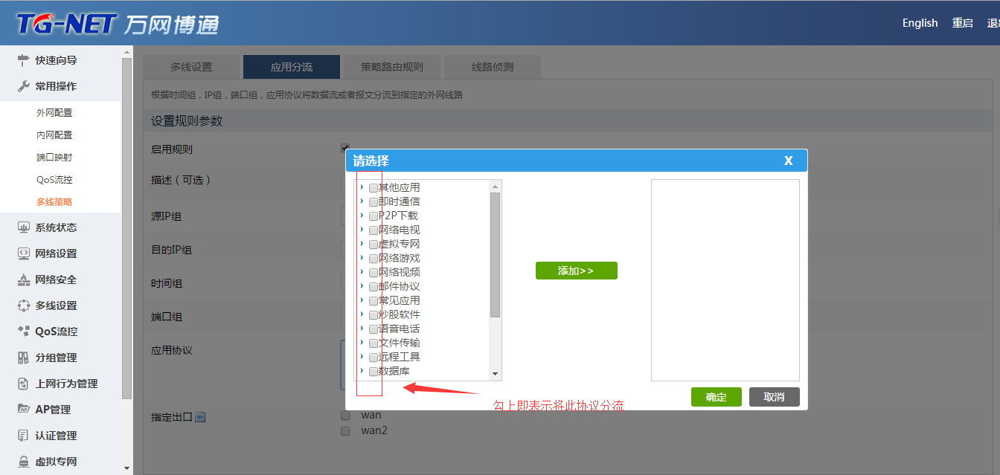 TG-NET 万网博通
English 重启 退出
快速向导
常用操作
外网配置
内网配置
端口映射
QoS流控
多线策略
系统状态
网络设置
网络安全
多线设置
QoS流控
分组管理
上网行为管理
AP管理
认证管理
虚拟专网
多线设置 应用分流 策略路由规则 线路侦测
根据时间组，IP组，端口组，应用协议将数据流或者报文分流到指定的外网线路
设置规则参数
启用规则
描述（可选）
源IP组
目的IP组
时间组
端口组
应用协议
指定出口
wan
wan2
请选择 X
其他应用
即时通信
P2P下载
网络电视
虚拟专网
网络游戏
网络视频
邮件协议
常见应用
炒股软件
语音电话
文件传输
远程工具
数据库
添加>>
确定 取消
勾上即表示将此协议分流